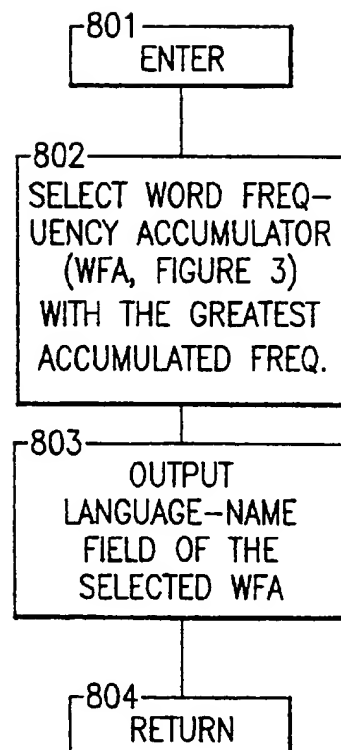 801
ENTER
802
SELECT WORD FREQ-
UENCY ACCUMULATOR
(WFA, FIGURE 3)
WITH THE GREATEST
ACCUMULATED FREQ.
803
OUTPUT
LANGUAGE-NAME
FIELD OF THE
SELECTED WFA
804
RETURN